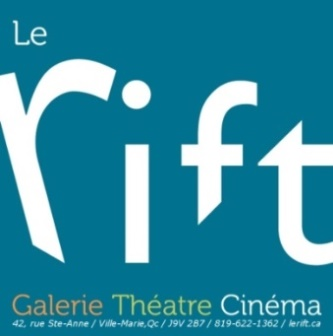 Le
rift
Galerie Théatre Cinéma
42, rue Ste-Anne / Ville-Marie,Qc / J9V 2B7 / 819-622-1362 / lerift.ca